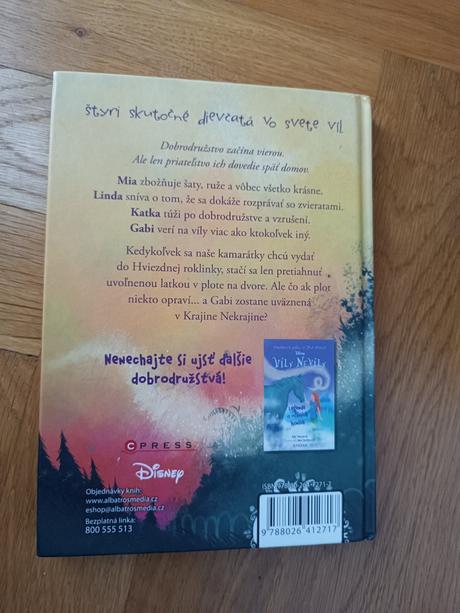 štyri skutočné dievčatá vo svete víl
Dobrodružstvo začína vierou.
Ale len priateľstvo ich dovedie späť domov.
Mia zbožňuje šaty, ruže a vôbec všetko krásne.
Linda sníva o tom, že sa dokáže rozprávať so zvieratami.
Katka túži po dobrodružstve a vzrušení.
Gabi verí na víly viac ako ktokoľvek iný.
Kedykoľvek sa naše kamarátky chcú vydať
do Hviezdnej roklinky, stačí sa len pretiahnuť
uvoľnenou latkou v plote na dvore. Ale čo ak plot
niekto opraví... a Gabi zostane uväznená
v Krajine Nekrajine?
Nenechajte si ujsť ďalšie
dobrodružstvá!
Disney
Víly Nevíly
CPRESS
Disney
Objednávky kníh:
www.albatrosmedia.cz
eshop@albatrosmedia.cz
Bezplatná linka:
800 555 513
9 788026 412717